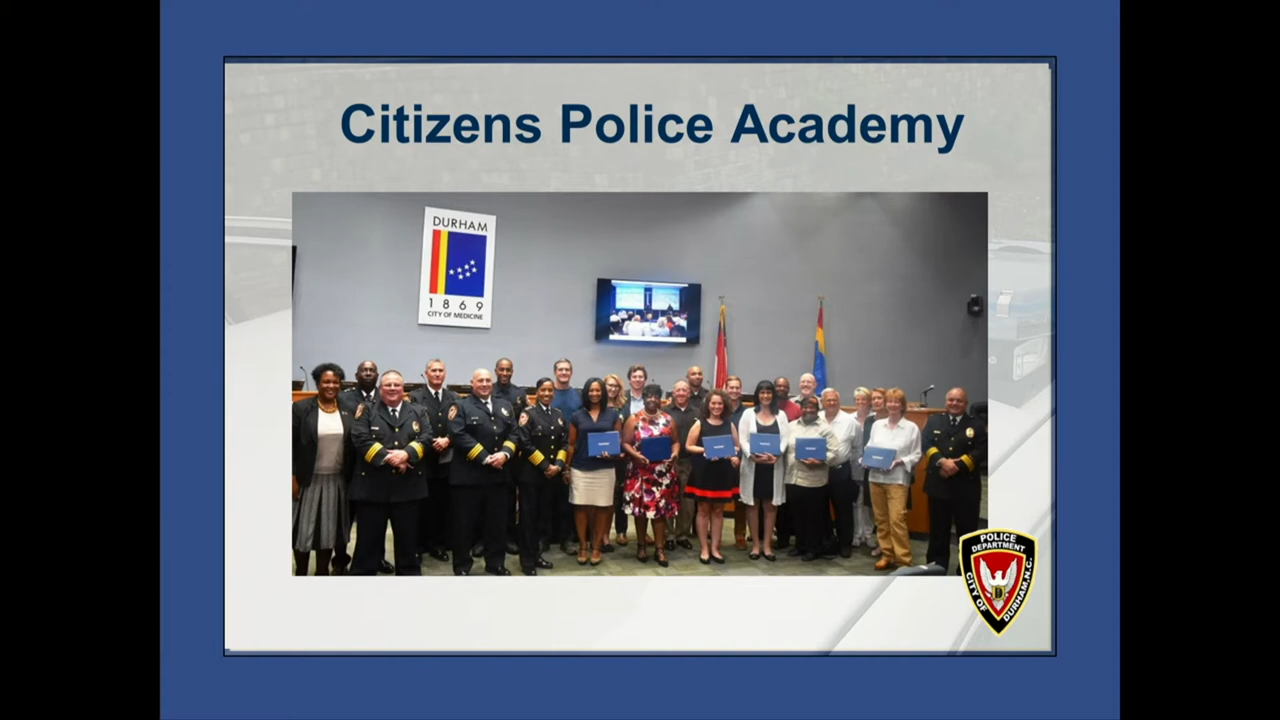 Citizens Police Academy
DURHAM
1869
CITY OF MEDICINE
POLICE
DEPARTMENT
CITY OF
DURHAM, N.C.
D